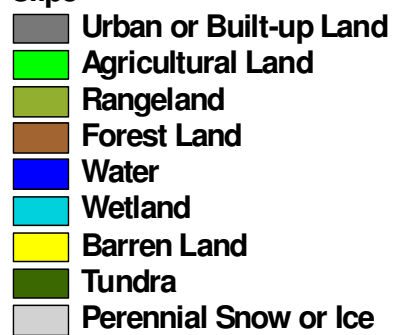 Urban or Built-up Land
Agricultural Land
Rangeland
Forest Land
Water
Wetland
Barren Land
Tundra
Perennial Snow or Ice